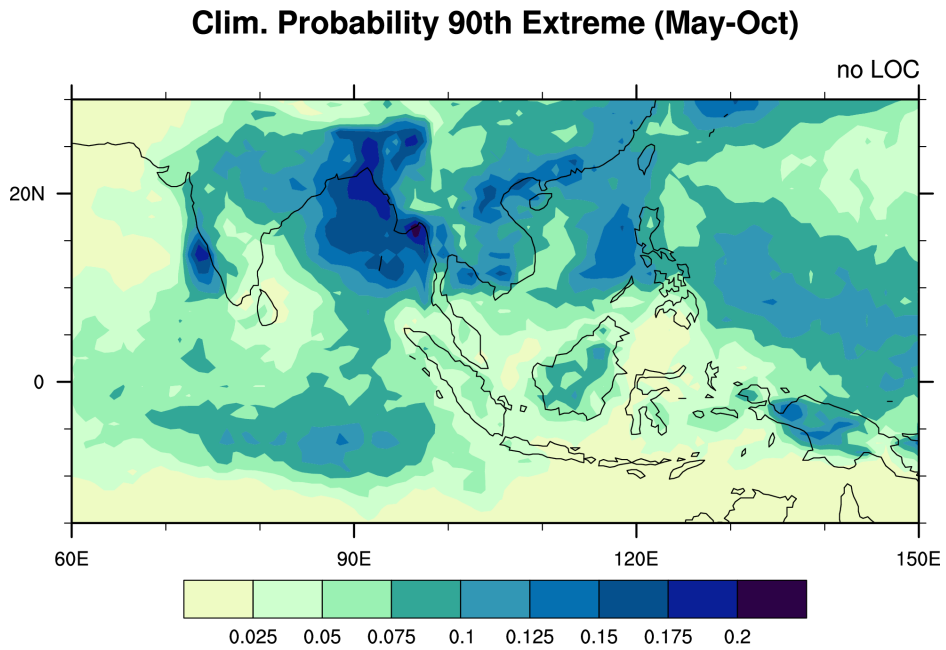 Clim. Probability 90th Extreme (May-Oct)
no LOC
20N
0
60E 90E 120E 150E
0.025 0.05 0.075 0.1 0.125 0.15 0.175 0.2